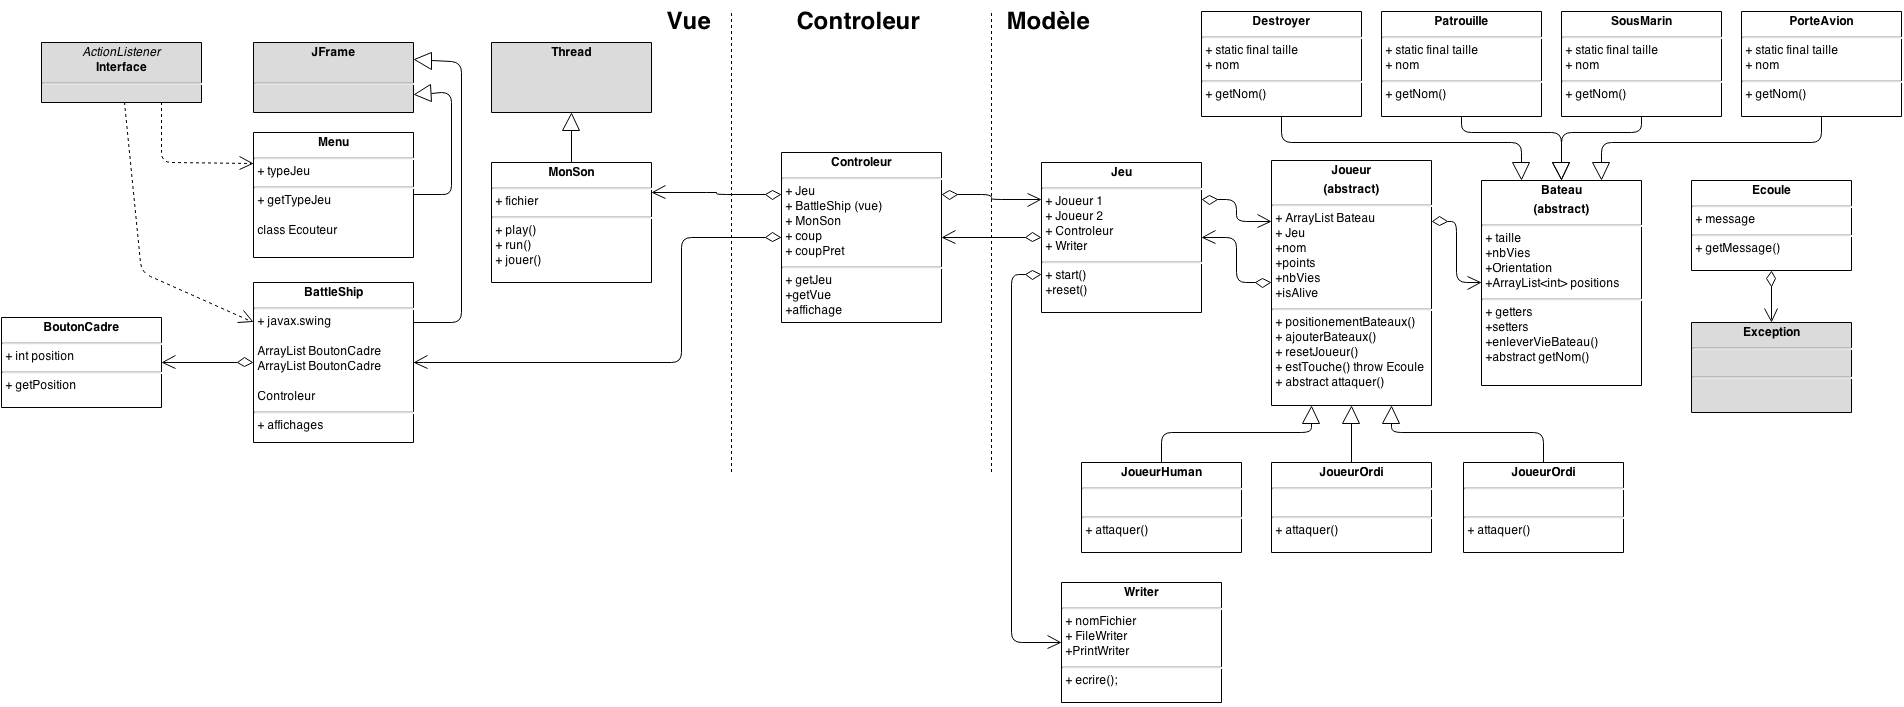 Vue
Controleur
Modèle
ActionListener
Interface
JFrame
Menu
+ typeJeu
+ getTypeJeu
class Ecouteur
BattleShip
+ javax.swing
ArrayList BoutonCadre
ArrayList BoutonCadre
Controleur
+ affichages
BoutonCadre
+ int position
+ getPosition
Thread
MonSon
+ fichier
+ play()
+ run()
+ jouer()
Controleur
+ Jeu
+ BattleShip (vue)
+ MonSon
+ coup
+ coupPret
+ getJeu
+getVue
+affichage
Jeu
+ Joueur 1
+ Joueur 2
+ Controleur
+ Writer
+ start()
+reset()
Joueur
(abstract)
+ ArrayList Bateau
+ Jeu
+nom
+points
+nbVies
+isAlive
+ positionementBateaux()
+ ajouterBateaux()
+ resetJoueur()
+ estTouche() throw Ecoule
+ abstract attaquer()
Destroyer
+ static final taille
+ nom
+ getNom()
Patrouille
+ static final taille
+ nom
+ getNom()
SousMarin
+ static final taille
+ nom
+ getNom()
PorteAvion
+ static final taille
+ nom
+ getNom()
Bateau
(abstract)
+ taille
+nbVies
+Orientation
+ArrayList<int> positions
+ getters
+setters
+enleverVieBateau()
+abstract getNom()
Ecoule
+ message
+ getMessage()
Exception
JoueurHuman
+ attaquer()
JoueurOrdi
+ attaquer()
JoueurOrdi
+ attaquer()
Writer
+ nomFichier
+ FileWriter
+PrintWriter
+ ecrire();